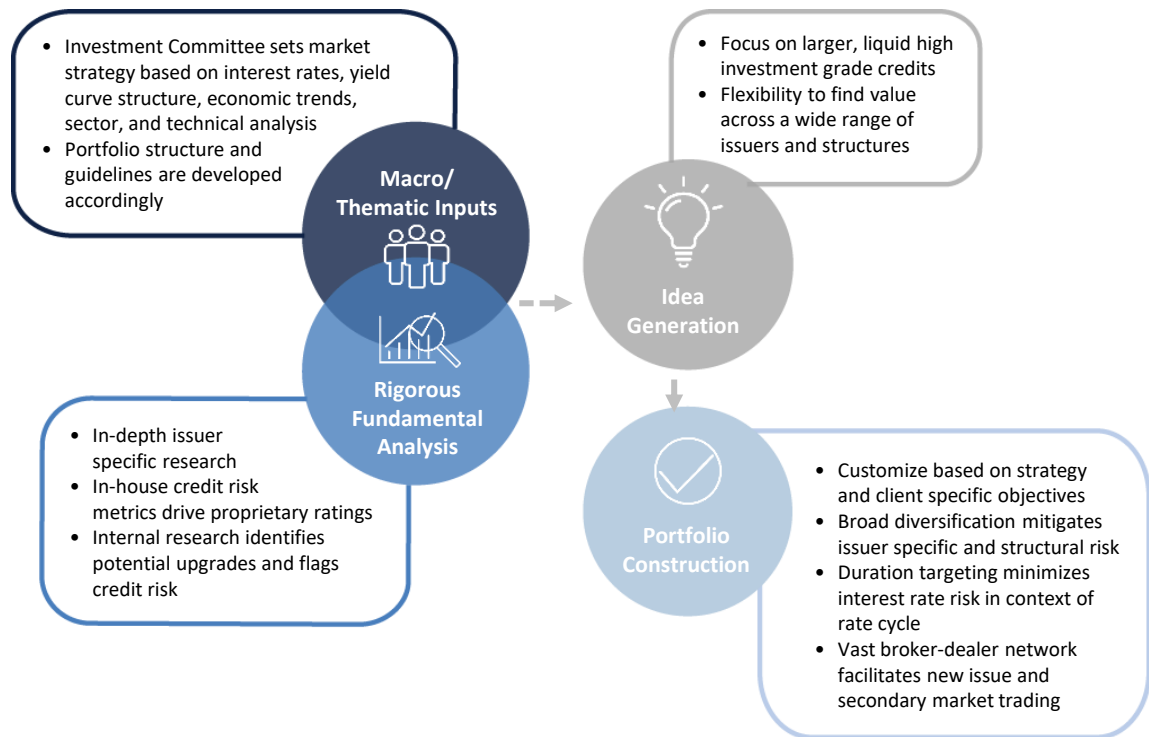 • Investment Committee sets market
strategy based on interest rates, yield
curve structure, economic trends,
sector, and technical analysis
• Portfolio structure and
guidelines are developed
accordingly
Macro/
Thematic Inputs
Rigorous
Fundamental
Analysis
• In-depth issuer
specific research
• In-house credit risk
metrics drive proprietary ratings
• Internal research identifies
potential upgrades and flags
credit risk
• Focus on larger, liquid high
investment grade credits
• Flexibility to find value
across a wide range of
issuers and structures
Idea
Generation
Portfolio
Construction
• Customize based on strategy
and client specific objectives
• Broad diversification mitigates
issuer specific and structural risk
• Duration targeting minimizes
interest rate risk in context of
rate cycle
• Vast broker-dealer network
facilitates new issue and
secondary market trading